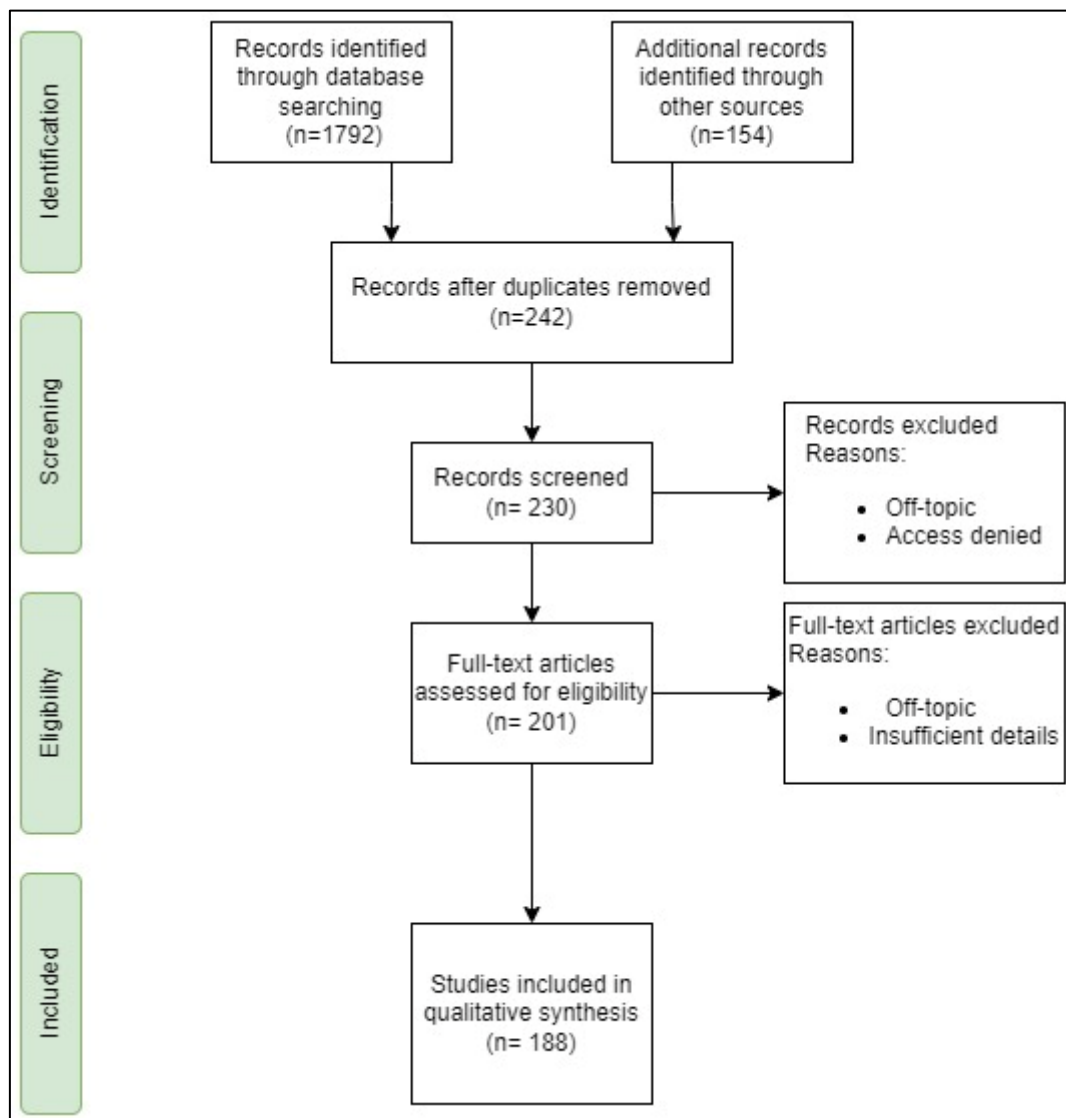 Identification
Records identified
through database
searching
(n=1792)
Additional records
identified through
other sources
(n=154)
Records after duplicates removed
(n=242)
Screening
Records screened
(n= 230)
Records excluded
Reasons:
• Off-topic
• Access denied
Eligibility
Full-text articles
assessed for eligibility
(n= 201)
Full-text articles excluded
Reasons:
• Off-topic
• Insufficient details
Included
Studies included in
qualitative synthesis
(n= 188)